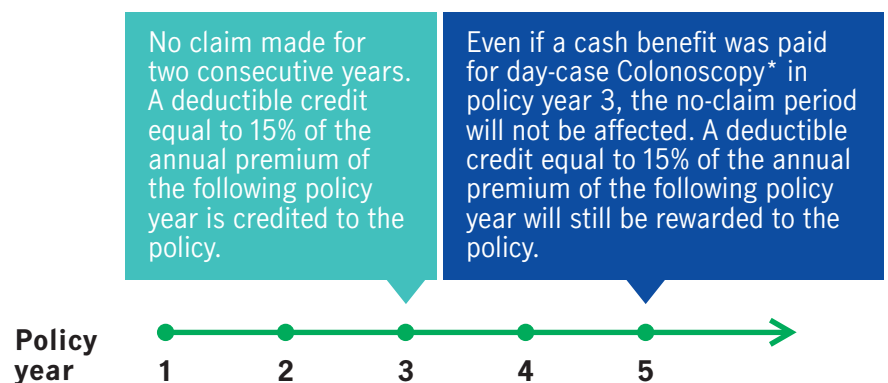 No claim made for
two consecutive years.
A deductible credit
equal to 15% of the
annual premium of
the following policy
year is credited to the
policy.
Even if a cash benefit was paid
for day-case Colonoscopy* in
policy year 3, the no-claim period
will not be affected. A deductible
credit equal to 15% of the annual
premium of the following policy
year will still be rewarded to the
policy.
Policy
year
1 2 3 4 5